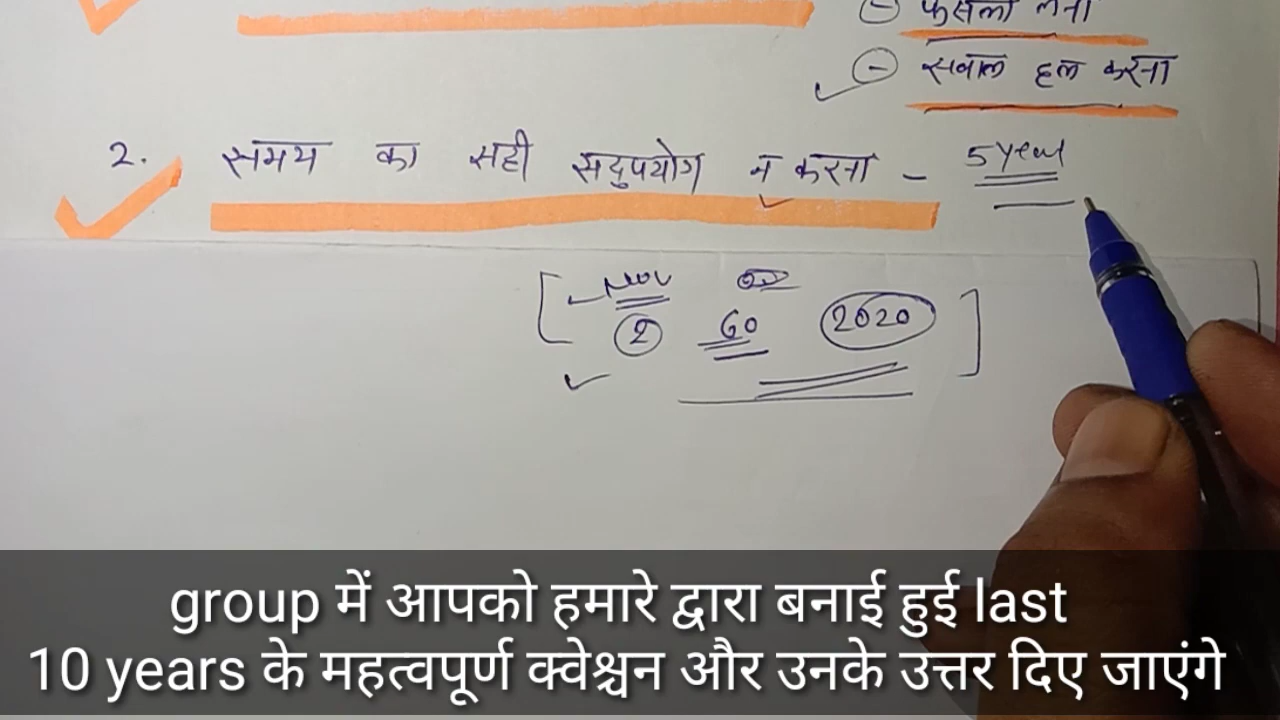 फैसला लेना
सवाल हल करना
2. समय का सही सदुपयोग न करना - 5 Year
Nov
2 60 2020
group में आपको हमारे द्वारा बनाई हुई last
10 years के महत्वपूर्ण क्वेश्चन और उनके उत्तर दिए जाएंगे